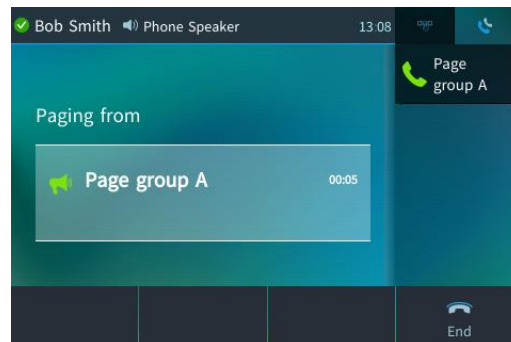 Bob Smith Phone Speaker 13:08
Page
group A
Paging from
Page group A 00:05
End